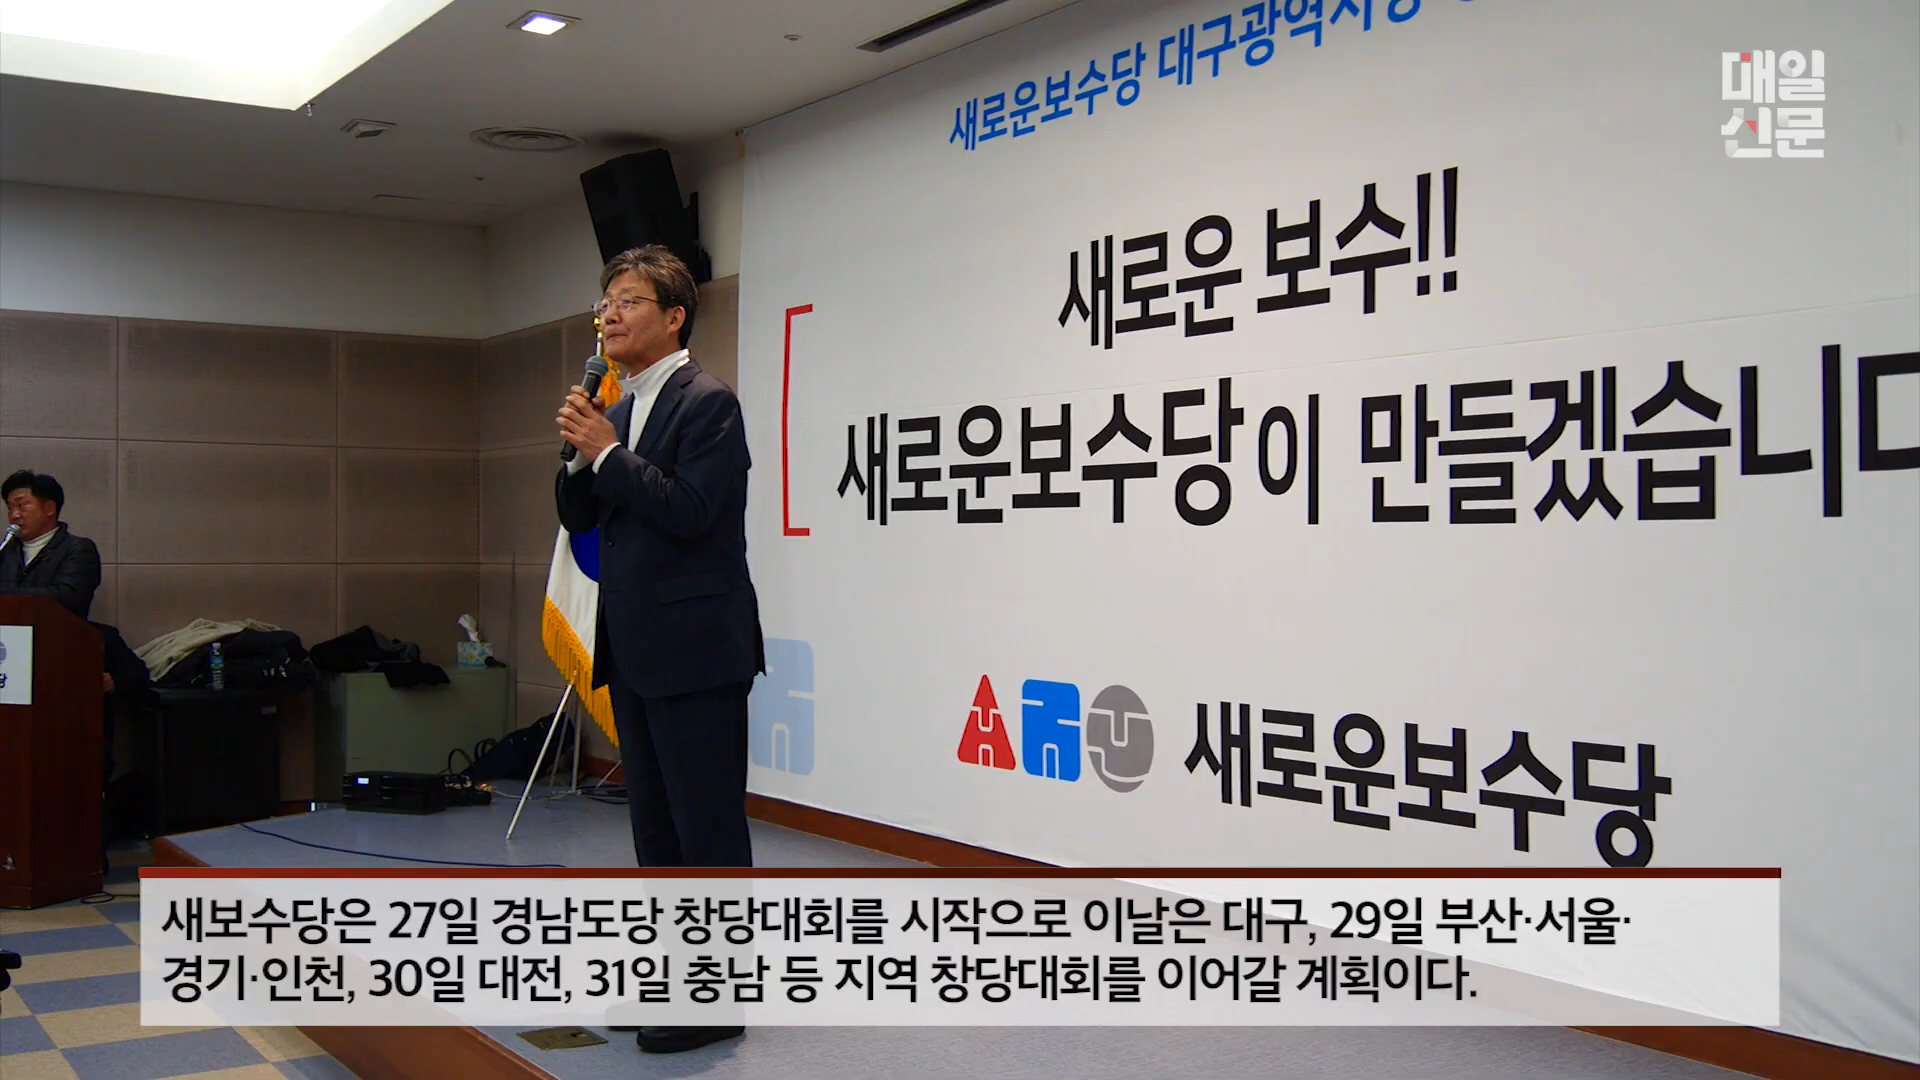 새로운보수당 대구광역시당
매일
신문
새로운 보수!!
새로운보수당이 만들겠습니다
새로운보수당
당
새보수당은 27일 경남도당 창당대회를 시작으로 이날은 대구, 29일 부산·서울·
경기·인천, 30일 대전, 31일 충남 등 지역 창당대회를 이어갈 계획이다.